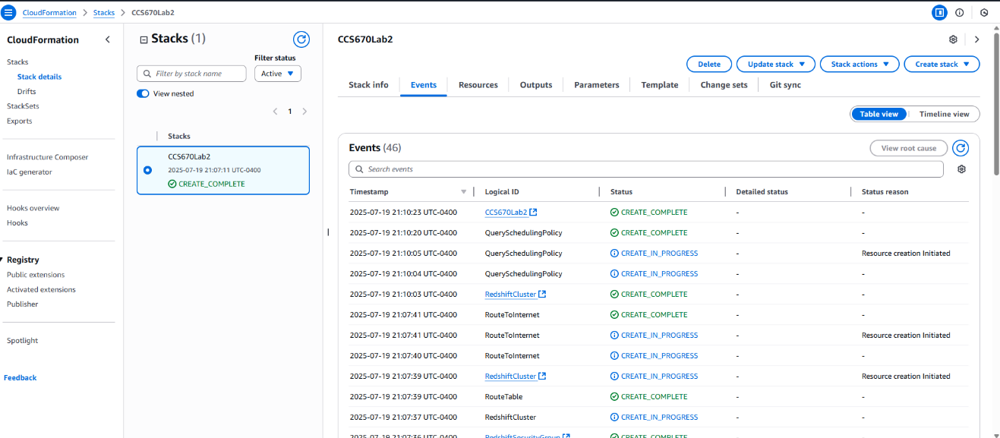 CloudFormation > Stacks > CCS670Lab2
CloudFormation
Stacks
Stack details
Drifts
StackSets
Exports
Infrastructure Composer
IaC generator
Hooks overview
Hooks
Registry
Public extensions
Activated extensions
Publisher
Spotlight
Feedback
Stacks (1)
Filter status
Filter by stack name
Active
View nested
1
Stacks
CCS670Lab2
2025-07-19 21:07:11 UTC-0400
CREATE_COMPLETE
CCS670Lab2
Delete Update stack Stack actions Create stack
Stack info Events Resources Outputs Parameters Template Change sets Git sync
Table view Timeline view
Events (46)
View root cause
Search events
Timestamp Logical ID Status Detailed status Status reason
2025-07-19 21:10:23 UTC-0400 CCS670Lab2 CREATE_COMPLETE - -
2025-07-19 21:10:20 UTC-0400 QuerySchedulingPolicy CREATE_COMPLETE - -
2025-07-19 21:10:05 UTC-0400 QuerySchedulingPolicy CREATE_IN_PROGRESS - Resource creation Initiated
2025-07-19 21:10:04 UTC-0400 QuerySchedulingPolicy CREATE_IN_PROGRESS - -
2025-07-19 21:10:03 UTC-0400 RedshiftCluster CREATE_COMPLETE - -
2025-07-19 21:07:41 UTC-0400 RouteToInternet CREATE_COMPLETE - -
2025-07-19 21:07:41 UTC-0400 RouteToInternet CREATE_IN_PROGRESS - Resource creation Initiated
2025-07-19 21:07:40 UTC-0400 RouteToInternet CREATE_IN_PROGRESS - -
2025-07-19 21:07:39 UTC-0400 RedshiftCluster CREATE_IN_PROGRESS - Resource creation Initiated
2025-07-19 21:07:39 UTC-0400 RouteTable CREATE_COMPLETE - -
2025-07-19 21:07:37 UTC-0400 RedshiftCluster CREATE_IN_PROGRESS - -
2025-07-19 21:07:36 UTC-0400 RedshiftSecurityGroup CREATE_COMPLETE - -